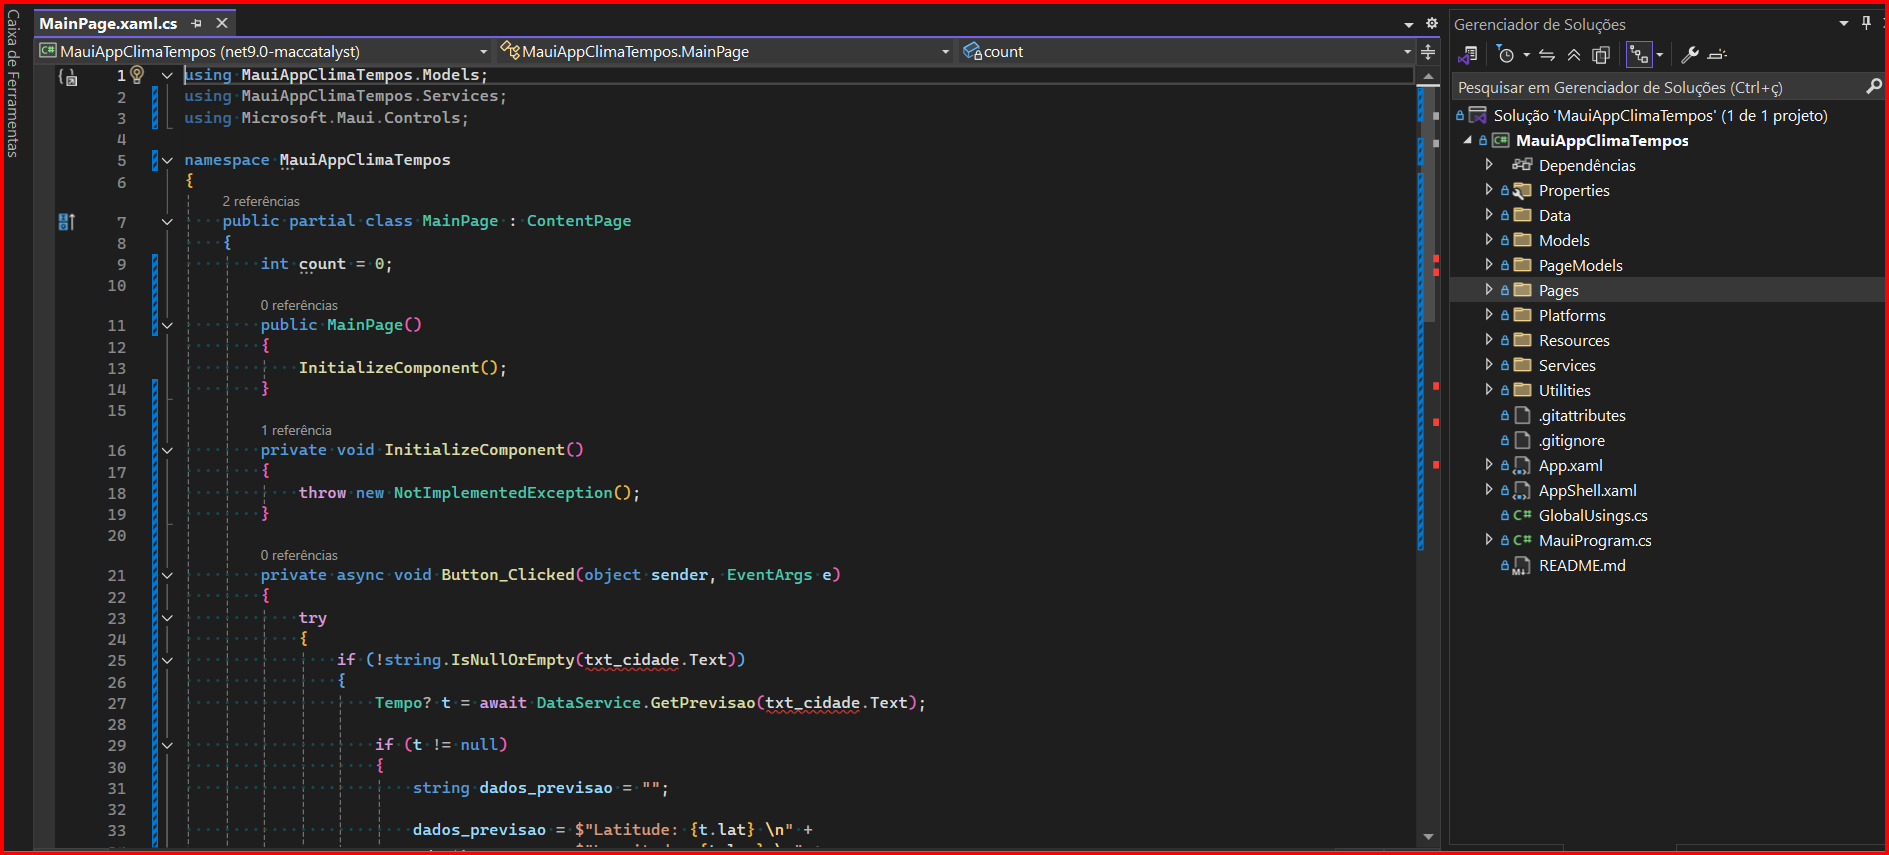 Caixa de Ferramentas
MainPage.xaml.cs
MauiAppClimaTempos (net9.0-maccatalyst)
MauiAppClimaTempos.MainPage
count
1 using MauiAppClimaTempos.Models;
2 using MauiAppClimaTempos.Services;
3 using Microsoft.Maui.Controls;
4
5 namespace MauiAppClimaTempos
6 {
2 referências
7 public partial class MainPage : ContentPage
8 {
9 int count = 0;
10
0 referências
11 public MainPage()
12 {
13 InitializeComponent();
14 }
15
1 referência
16 private void InitializeComponent()
17 {
18 throw new NotImplementedException();
19 }
20
0 referências
21 private async void Button_Clicked(object sender, EventArgs e)
22 {
23 try
24 {
25 if (!string.IsNullOrEmpty(txt_cidade.Text))
26 {
27 Tempo? t = await DataService.GetPrevisao(txt_cidade.Text);
28
29 if (t != null)
30 {
31 string dados_previsao = "";
32
33 dados_previsao = $"Latitude: {t.lat} \n" +
Gerenciador de Soluções
Pesquisar em Gerenciador de Soluções (Ctrl+ç)
Solução 'MauiAppClimaTempos' (1 de 1 projeto)
MauiAppClimaTempos
Dependências
Properties
Data
Models
PageModels
Pages
Platforms
Resources
Services
Utilities
.gitattributes
.gitignore
App.xaml
AppShell.xaml
C# GlobalUsings.cs
C# MauiProgram.cs
README.md